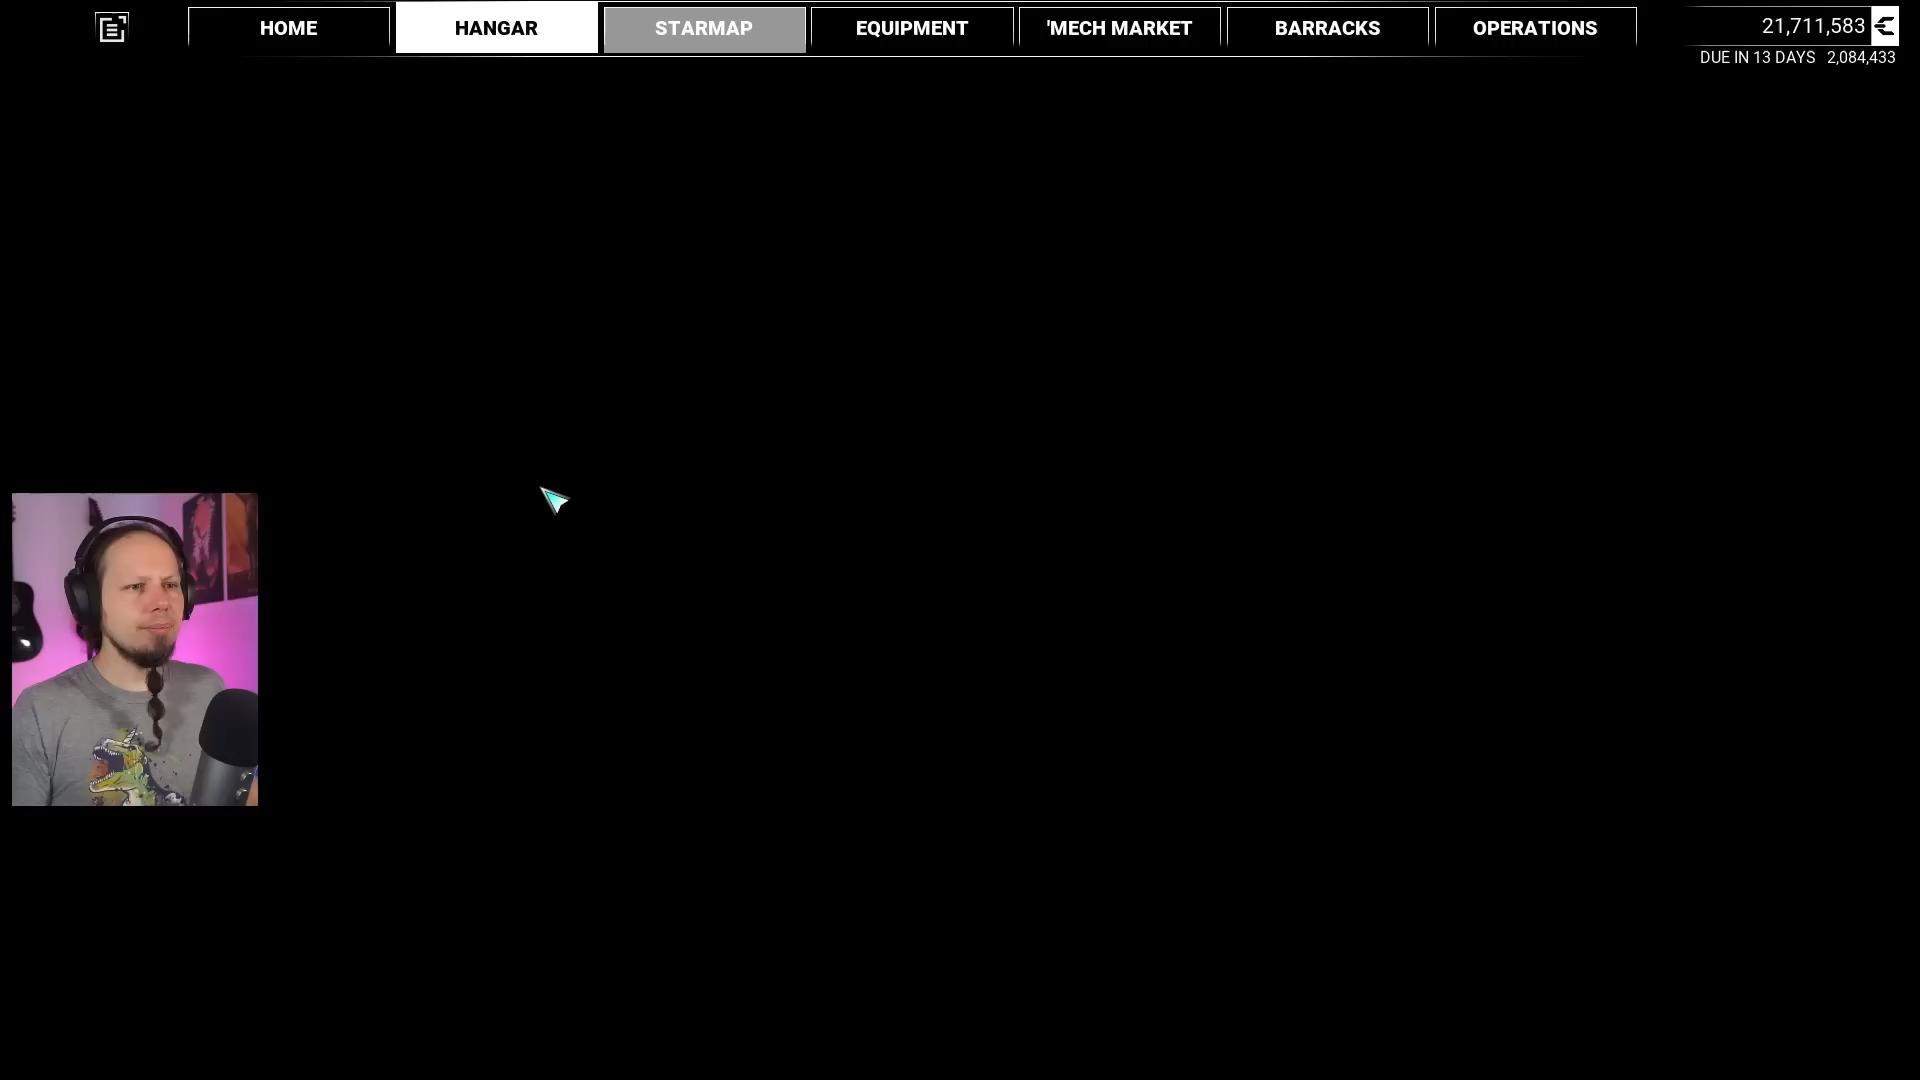 HOME
HANGAR
STARMAP
EQUIPMENT
'MECH MARKET
BARRACKS
OPERATIONS
21,711,583
DUE IN 13 DAYS 2,084,433